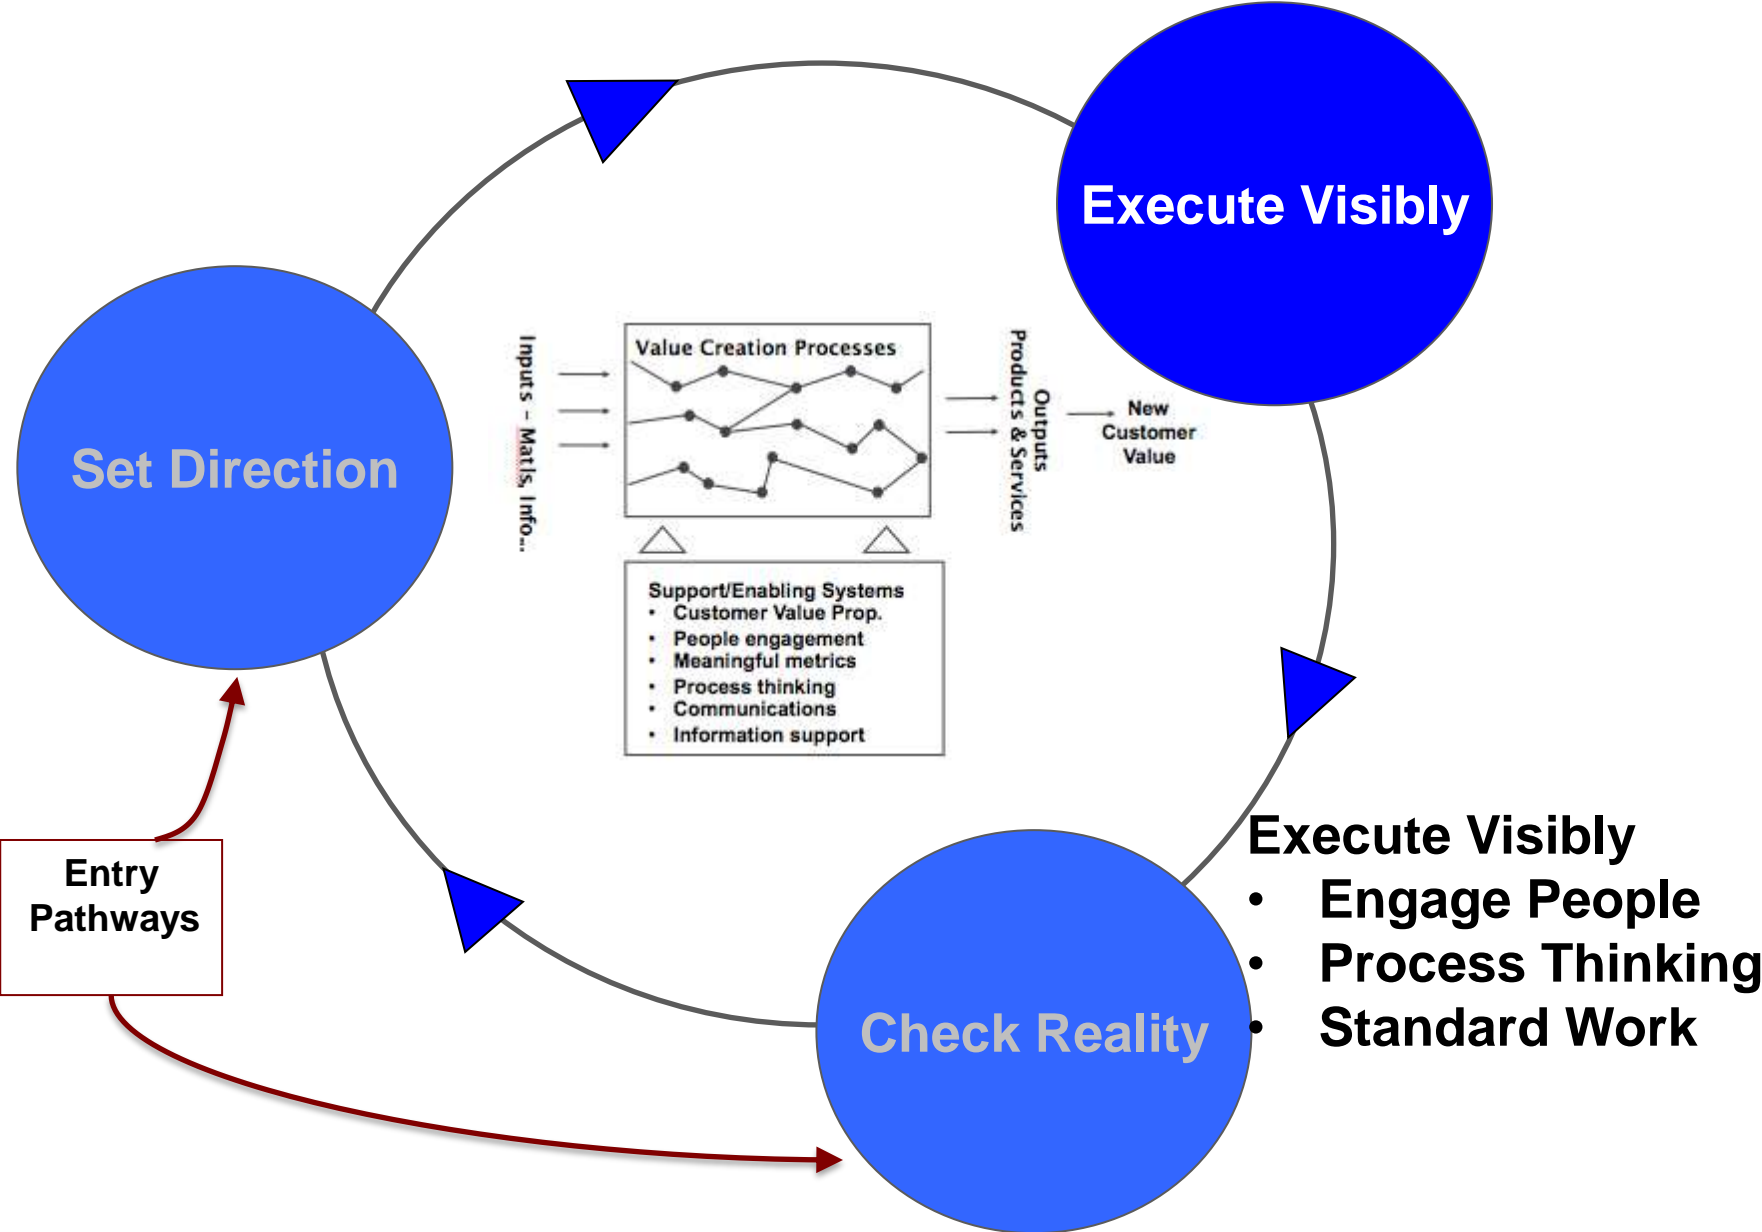 Execute Visibly
Set Direction
Inputs – Matls, Info...
Value Creation Processes
Outputs
Products & Services
New
Customer
Value
Support/Enabling Systems
• Customer Value Prop.
• People engagement
• Meaningful metrics
• Process thinking
• Communications
• Information support
Entry
Pathways
Check Reality
Execute Visibly
• Engage People
• Process Thinking
• Standard Work